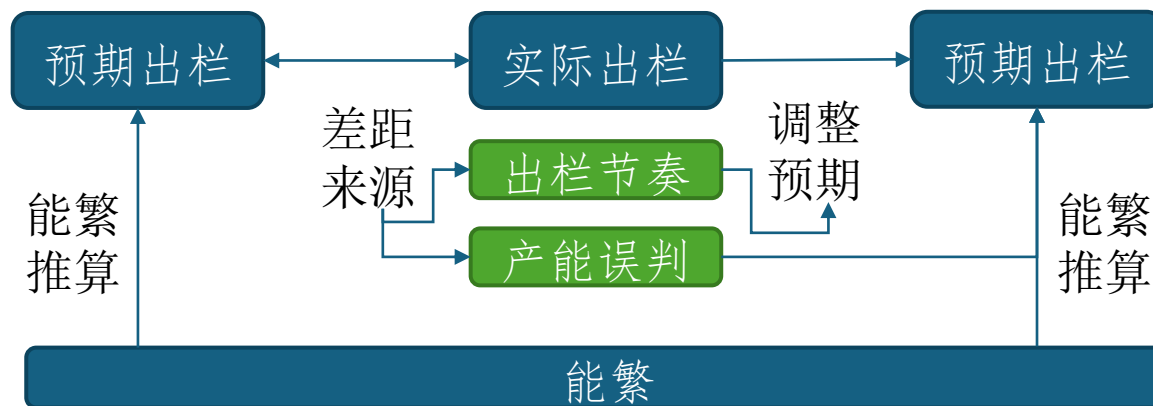 预期出栏
实际出栏
预期出栏
差距
来源
调整
预期
出栏节奏
产能误判
能繁
推算
能繁
推算
能繁